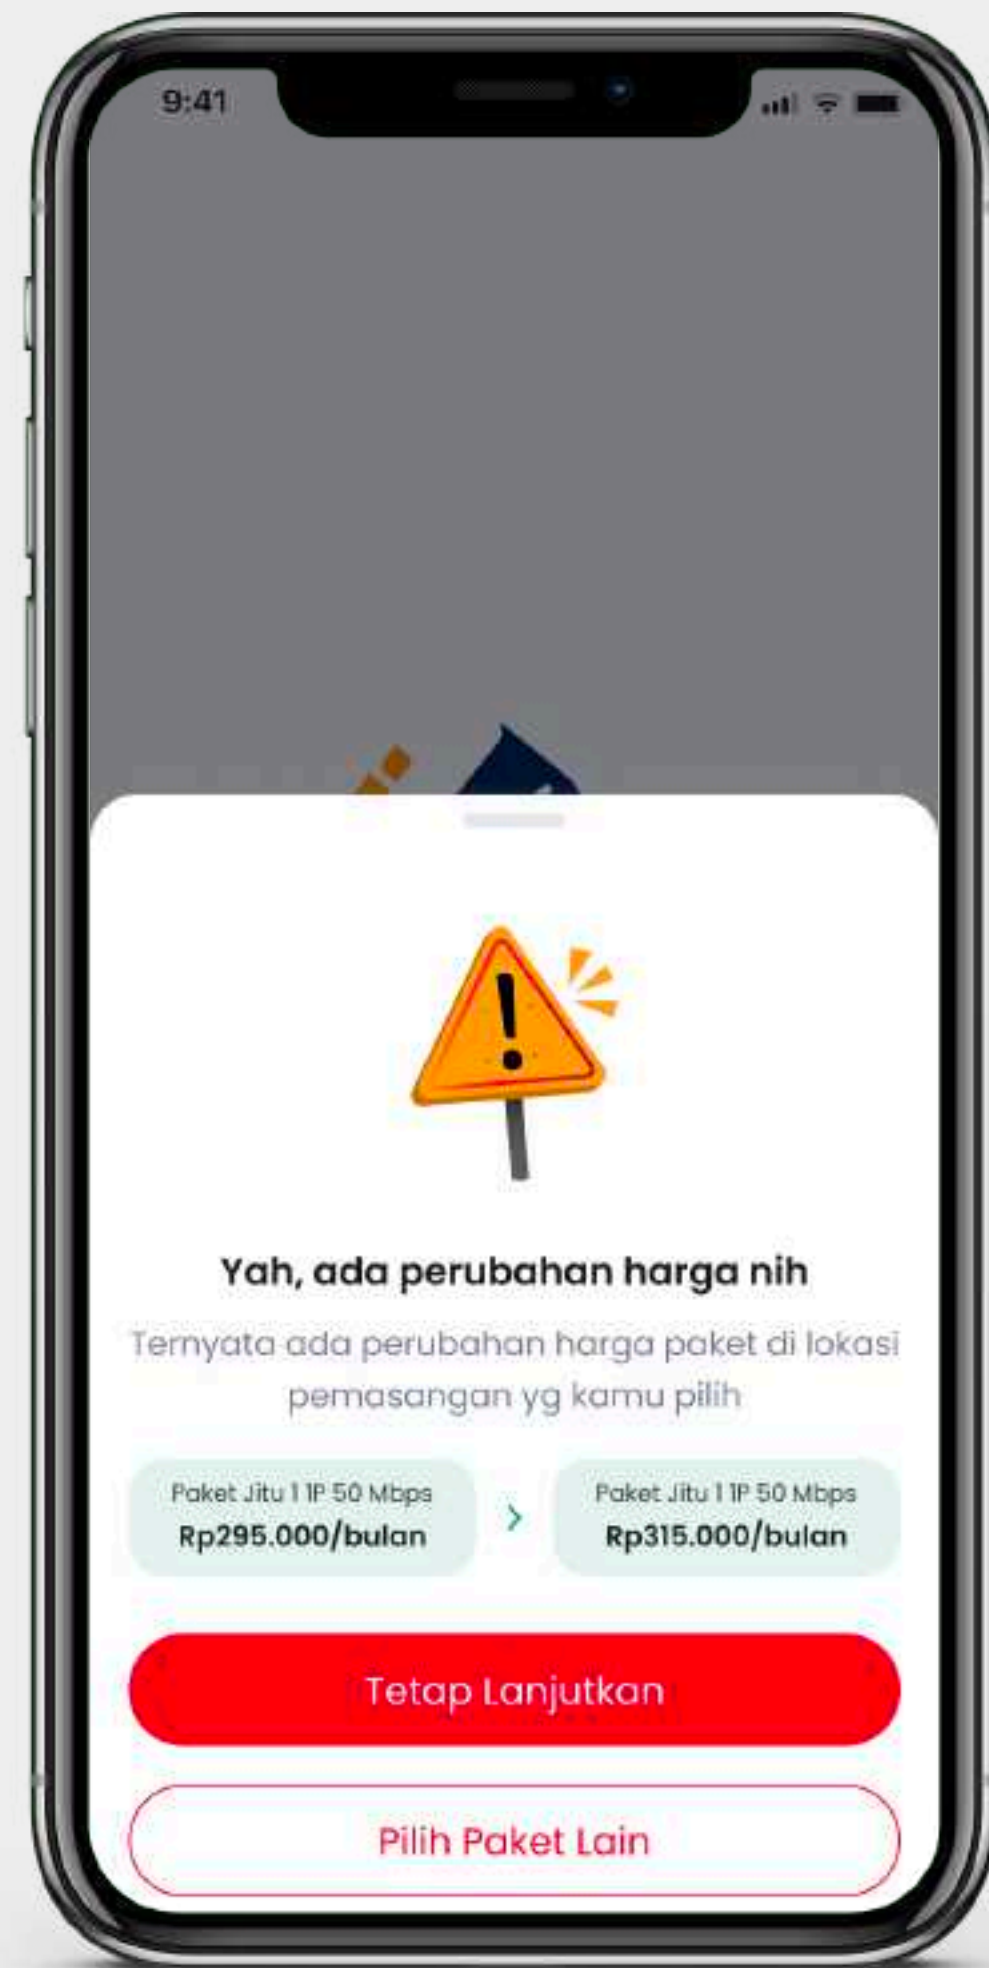 9:41
Yah, ada perubahan harga nih
Ternyata ada perubahan harga paket di lokasi
pemasangan yg kamu pilih
Paket Jitu 1 1P 50 Mbps
Rp295.000/bulan
Paket Jitu 1 1P 50 Mbps
Rp315.000/bulan
Tetap Lanjutkan
Pilih Paket Lain